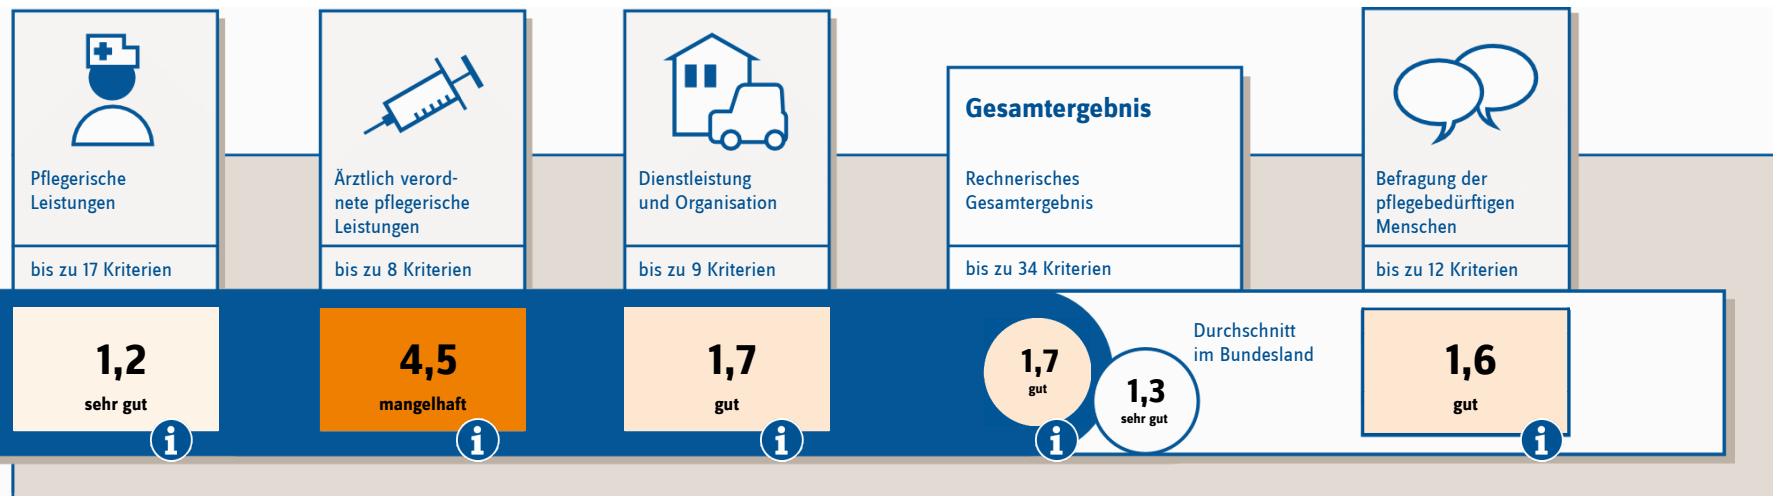 Pflegerische
Leistungen
bis zu 17 Kriterien
1,2
sehr gut
i
Ärztlich verord-
nete pflegerische
Leistungen
bis zu 8 Kriterien
4,5
mangelhaft
i
Dienstleistung
und Organisation
bis zu 9 Kriterien
1,7
gut
i
Gesamtergebnis
Rechnerisches
Gesamtergebnis
bis zu 34 Kriterien
1,7
gut
i
1,3
sehr gut
Durchschnitt
im Bundesland
Befragung der
pflegebedürftigen
Menschen
bis zu 12 Kriterien
1,6
gut
i